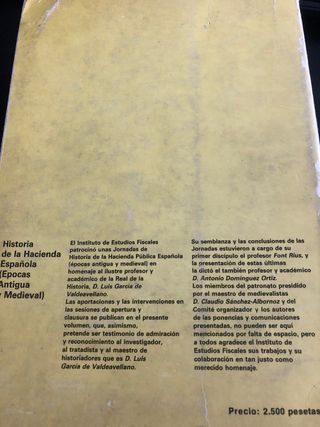 Historia
de la Hacienda
Española
(Epocas
Antigua
y Medieval)
El Instituto de Estudios Fiscales
patrocinó unas Jornadas de
Historia de la Hacienda Pública Española
(épocas antigua y medieval) en
homenaje al ilustre profesor y
académico de la Real de la
Historia, D. Luis García de
Valdeavellano.
Las aportaciones y las intervenciones en
las sesiones de apertura y
clausura se publican en el presente
volumen, que, asimismo,
pretende ser testimonio de admiración
y reconocimiento al investigador,
al tratadista y al maestro de
historiadores que es D. Luis
García de Valdeavellano.
Su semblanza y las conclusiones de las
Jornadas estuvieron a cargo de su
primer discípulo el profesor Font Ríus, y
la presentación de estas últimas
la dictó el también profesor y académico
D. Antonio Domínguez Ortiz.
Los miembros del patronato presidido
por el maestro de medievalistas
D. Claudio Sánchez-Albornoz y del
Comité organizador y los autores
de las ponencias y comunicaciones
presentadas, no pueden ser aquí
mencionados por falta de espacio, pero
a todos agradece el Instituto de
Estudios Fiscales sus trabajos y su
colaboración en tan justo como
merecido homenaje.
Precio: 2.500 pesetas